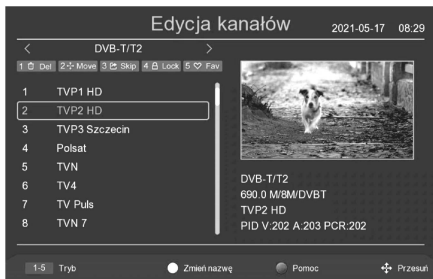 Edycja kanałów
2021-05-17 08:29
DVB-T/T2
1 Del 2 Move 3 Skip 4 Lock 5 Fav
1 TVP1 HD
2 TVP2 HD
3 TVP3 Szczecin
4 Polsat
5 TVN
6 TV4
7 TV Puls
8 TVN 7
DVB-T/T2
690.0 M/8M/DVBT
TVP2 HD
PID V:202 A:203 PCR:202
1-5 Tryb Zmień nazwę Pomoc Przesuń